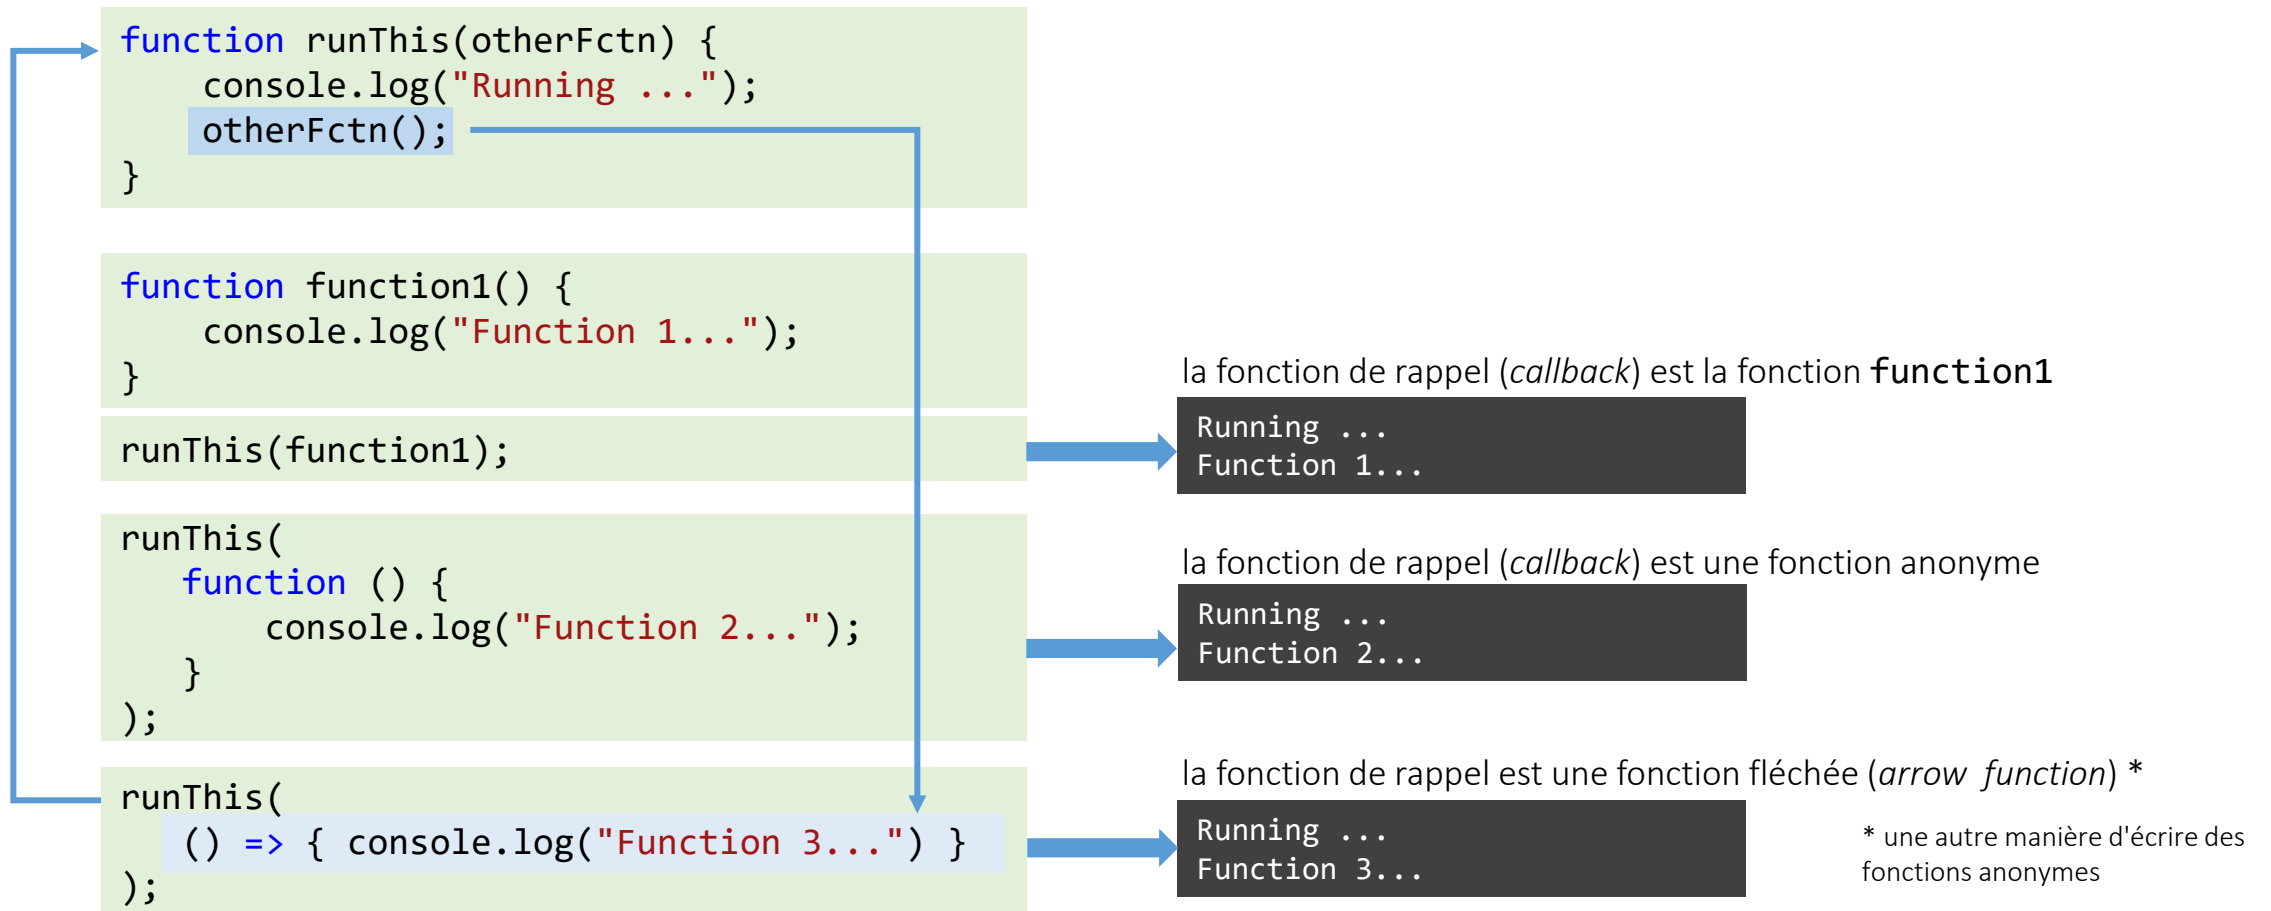 function runThis(otherFctn) {
    console.log("Running ...");
    otherFctn();
}
function function1() {
    console.log("Function 1...");
}
la fonction de rappel (callback) est la fonction function1
runThis(function1);
Running ...
Function 1...
runThis(
   function () {
       console.log("Function 2...");
   }
);
la fonction de rappel (callback) est une fonction anonyme
Running ...
Function 2...
runThis(
   () => { console.log("Function 3...") }
);
la fonction de rappel est une fonction fléchée (arrow function) *
Running ...
Function 3...
* une autre manière d'écrire des
fonctions anonymes